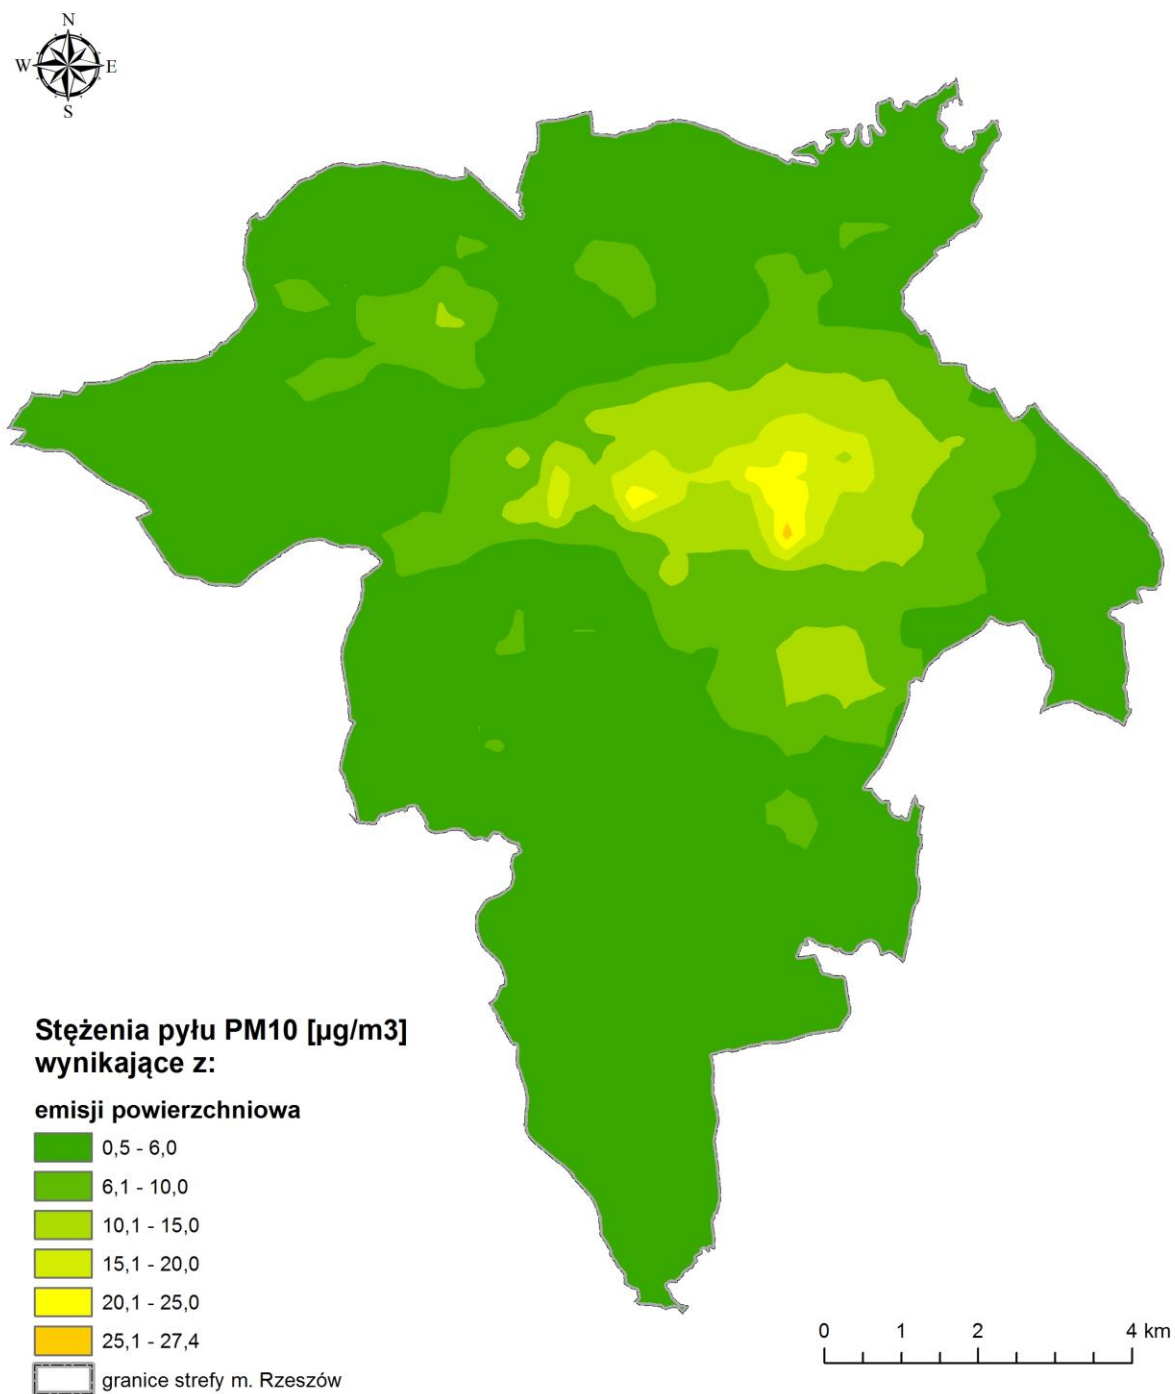 N
W E
S
Stężenia pyłu PM10 [µg/m3]
wynikające z:
emisji powierzchniowa
0,5 - 6,0
6,1 - 10,0
10,1 - 15,0
15,1 - 20,0
20,1 - 25,0
25,1 - 27,4
granice strefy m. Rzeszów
0 1 2 4 km